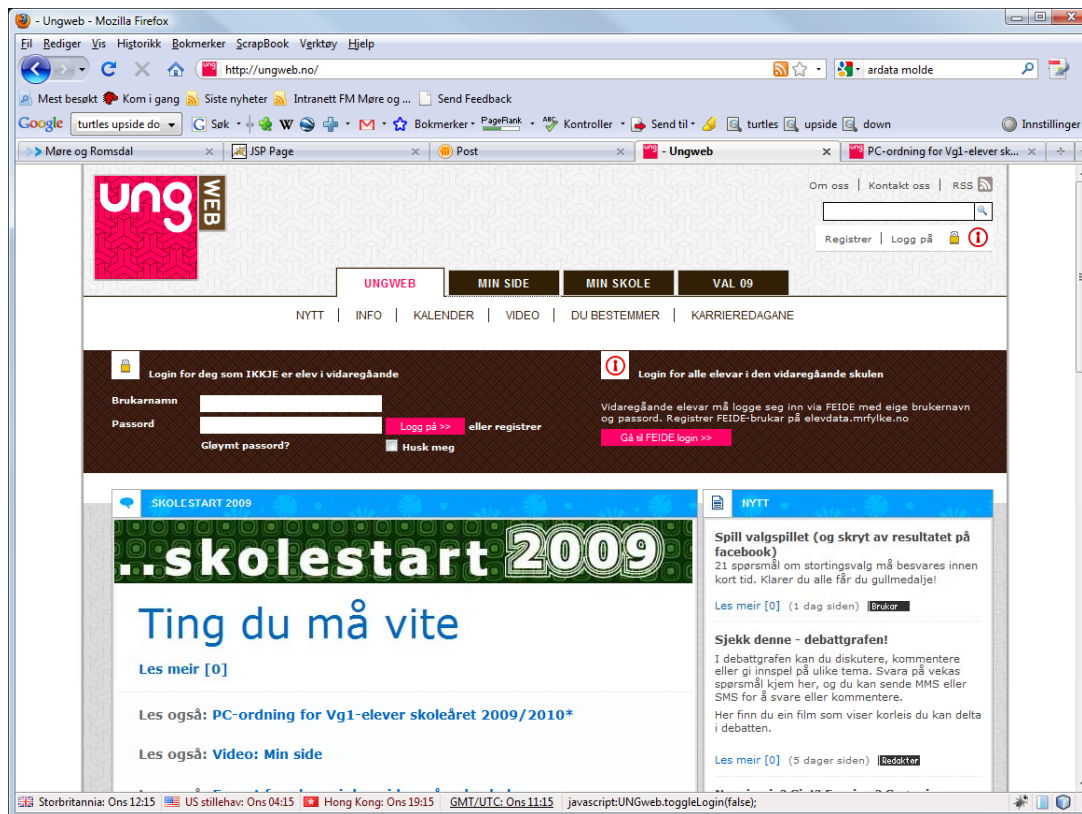 - Ungweb - Mozilla Firefox
Fil Rediger Vis Historikk Bokmerker ScrapBook Verktøy Hjelp
http://ungweb.no/
ardata molde
Mest besøkt Kom i gang Siste nyheter Intranett FM Møre og ... Send Feedback
Google turtles upside do Søk W Bokmerker PageRank ABC Kontroller Send til turtles upside down Innstillinger
Møre og Romsdal JSP Page Post - Ungweb PC-ordning for Vg1-elever sk...
ung WEB
Om oss | Kontakt oss | RSS
Registrer | Logg på
UNGWEB MIN SIDE MIN SKOLE VAL 09
NYTT | INFO | KALENDER | VIDEO | DU BESTEMMER | KARRIEREDAGANE
Login for deg som IKKJE er elev i vidaregåande
Brukarnamn
Passord
Logg på >> eller registrer
Gløymt passord? Husk meg
Login for alle elevar i den vidaregåande skulen
Vidaregåande elevar må logge seg inn via FEIDE med eige brukernavn
og passord. Registrer FEIDE-brukar på elevdata.mrfylke.no
Gå til FEIDE login >>
SKOLESTART 2009
..skolestart 2009
Ting du må vite
Les meir [0]
Les også: PC-ordning for Vg1-elever skoleåret 2009/2010*
Les også: Video: Min side
NYTT
Spill valgspillet (og skryt av resultatet på
facebook)
21 spørsmål om stortingsvalg må besvares innen
kort tid. Klarer du alle får du gullmedalje!
Les meir [0] (1 dag siden) Brukar
Sjekk denne - debattgrafen!
I debattgrafen kan du diskutere, kommentere
eller gi innspel på ulike tema. Svara på vekas
spørsmål kjem her, og du kan sende MMS eller
SMS for å svare eller kommentere.
Her finn du ein film som viser korleis du kan delta
i debatten.
Les meir [0] (5 dager siden) Redaktør
Storbritannia: Ons 12:15 US stillehav: Ons 04:15 Hong Kong: Ons 19:15 GMT/UTC: Ons 11:15 javascript:UNGweb.toggleLogin(false);